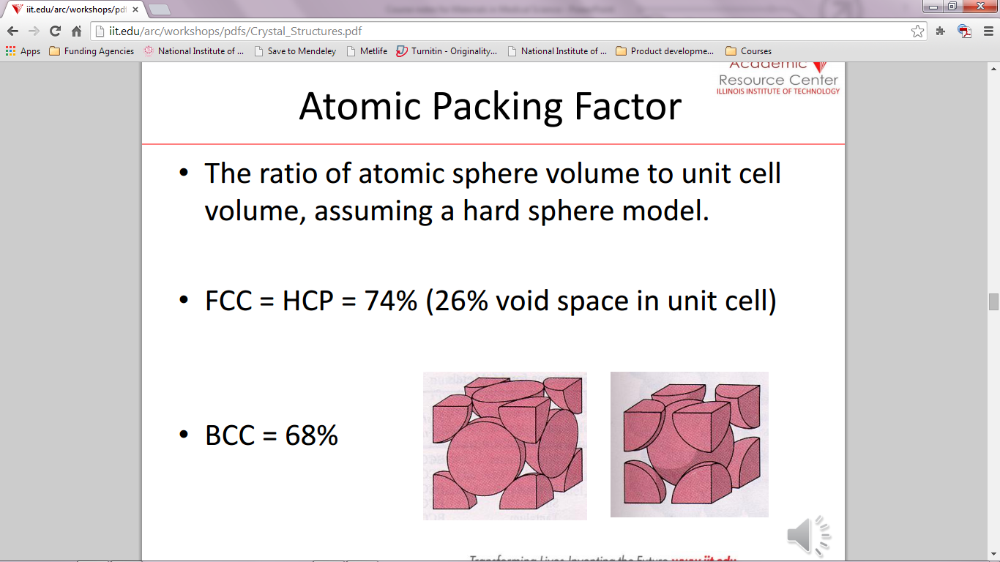 iit.edu/arc/workshops/pdf
iit.edu/arc/workshops/pdfs/Crystal_Structures.pdf
Apps Funding Agencies National Institute of ... Save to Mendeley Metlife Turnitin - Originality... National Institute of ... Product developme... Courses
Academic
Resource Center
ILLINOIS INSTITUTE OF TECHNOLOGY
Atomic Packing Factor
• The ratio of atomic sphere volume to unit cell
volume, assuming a hard sphere model.
• FCC = HCP = 74% (26% void space in unit cell)
• BCC = 68%
Transforming Lives.Inventing the Future.www.iit.edu